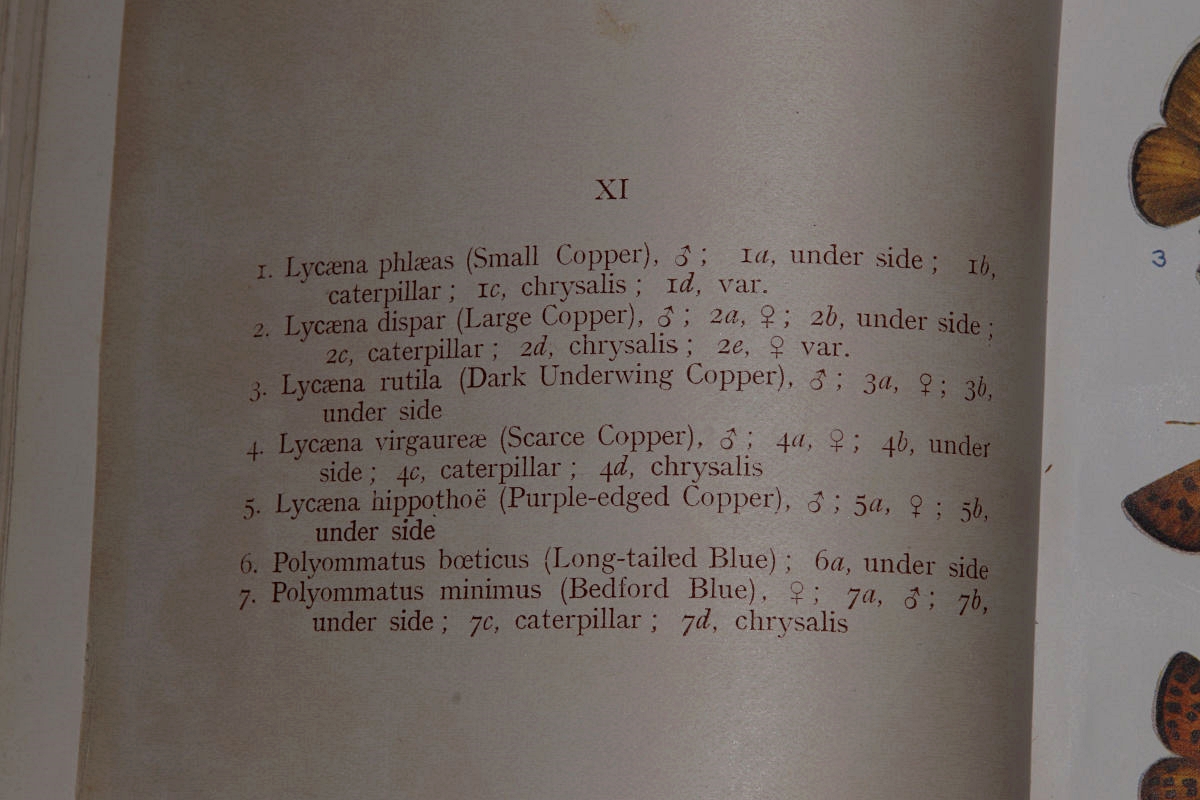 XI
1. Lycæna phlæas (Small Copper), ♂ ; 1a, under side ; 1b,
caterpillar ; 1c, chrysalis ; 1d, var.
2. Lycæna dispar (Large Copper), ♂ ; 2a, ♀ ; 2b, under side ;
2c, caterpillar ; 2d, chrysalis ; 2e, ♀ var.
3. Lycæna rutila (Dark Underwing Copper), ♂ ; 3a, ♀ ; 3b,
under side
4. Lycæna virgaureæ (Scarce Copper), ♂ ; 4a, ♀ ; 4b, under
side ; 4c, caterpillar ; 4d, chrysalis
5. Lycæna hippothoë (Purple-edged Copper), ♂ ; 5a, ♀ ; 5b,
under side
6. Polyommatus bœticus (Long-tailed Blue) ; 6a, under side
7. Polyommatus minimus (Bedford Blue), ♀ ; 7a, ♂ ; 7b,
under side ; 7c, caterpillar ; 7d, chrysalis
3